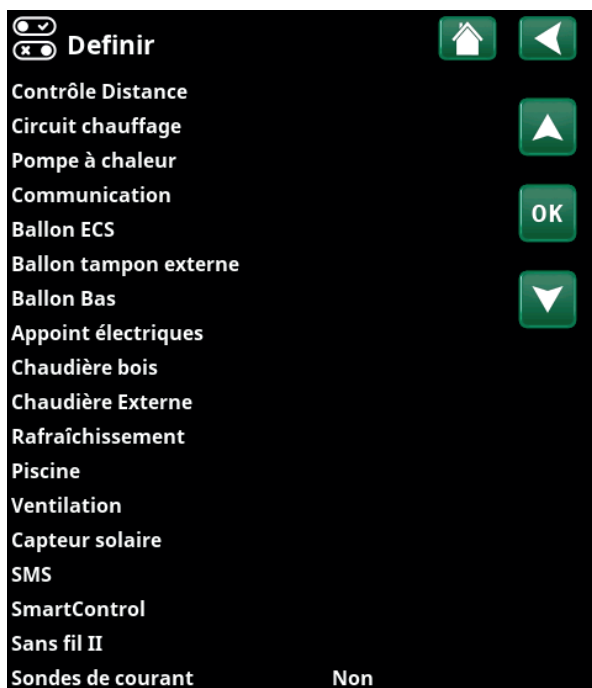 Definir
Contrôle Distance
Circuit chauffage
Pompe à chaleur
Communication
Ballon ECS
OK
Ballon tampon externe
Ballon Bas
Appoint électriques
Chaudière bois
Chaudière Externe
Rafraîchissement
Piscine
Ventilation
Capteur solaire
SMS
SmartControl
Sans fil II
Sondes de courant Non